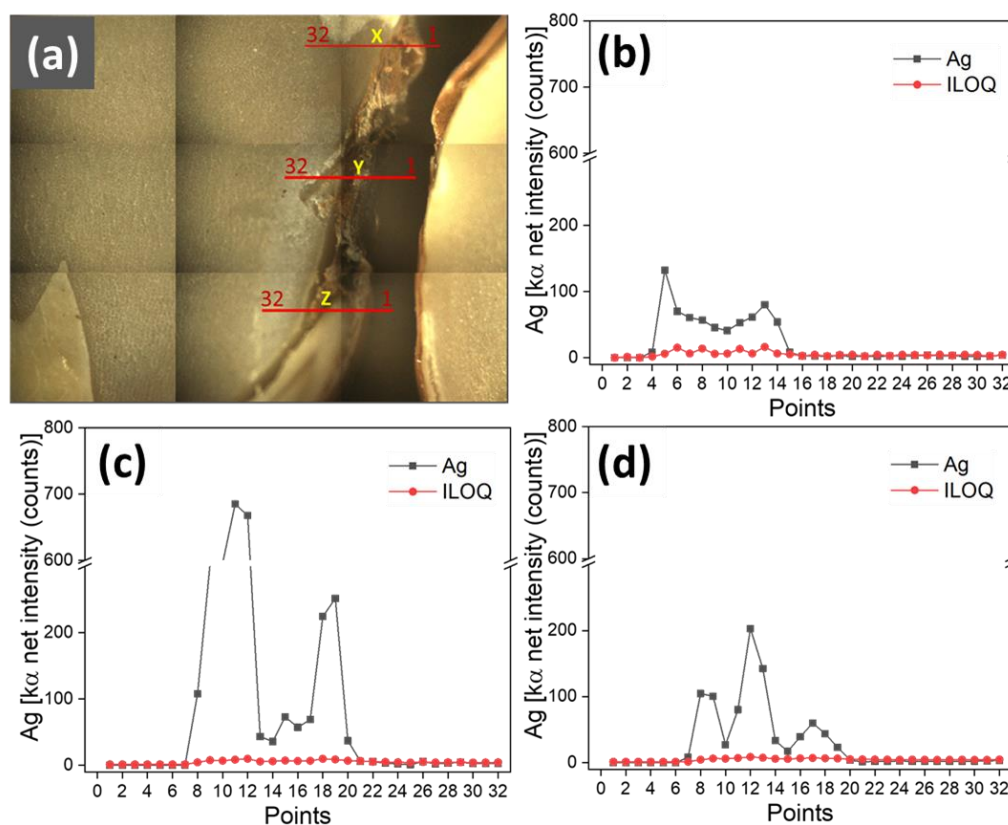 (a)
32 X 1
32 Y 1
32 Z 1
(b)
Ag
ILOQ
800
700
600
200
100
0
Ag [kα net intensity (counts)]
0 2 4 6 8 10 12 14 16 18 20 22 24 26 28 30 32
Points
(c)
Ag
ILOQ
800
700
600
200
100
0
Ag [kα net intensity (counts)]
0 2 4 6 8 10 12 14 16 18 20 22 24 26 28 30 32
Points
(d)
Ag
ILOQ
800
700
600
200
100
0
Ag [kα net intensity (counts)]
0 2 4 6 8 10 12 14 16 18 20 22 24 26 28 30 32
Points